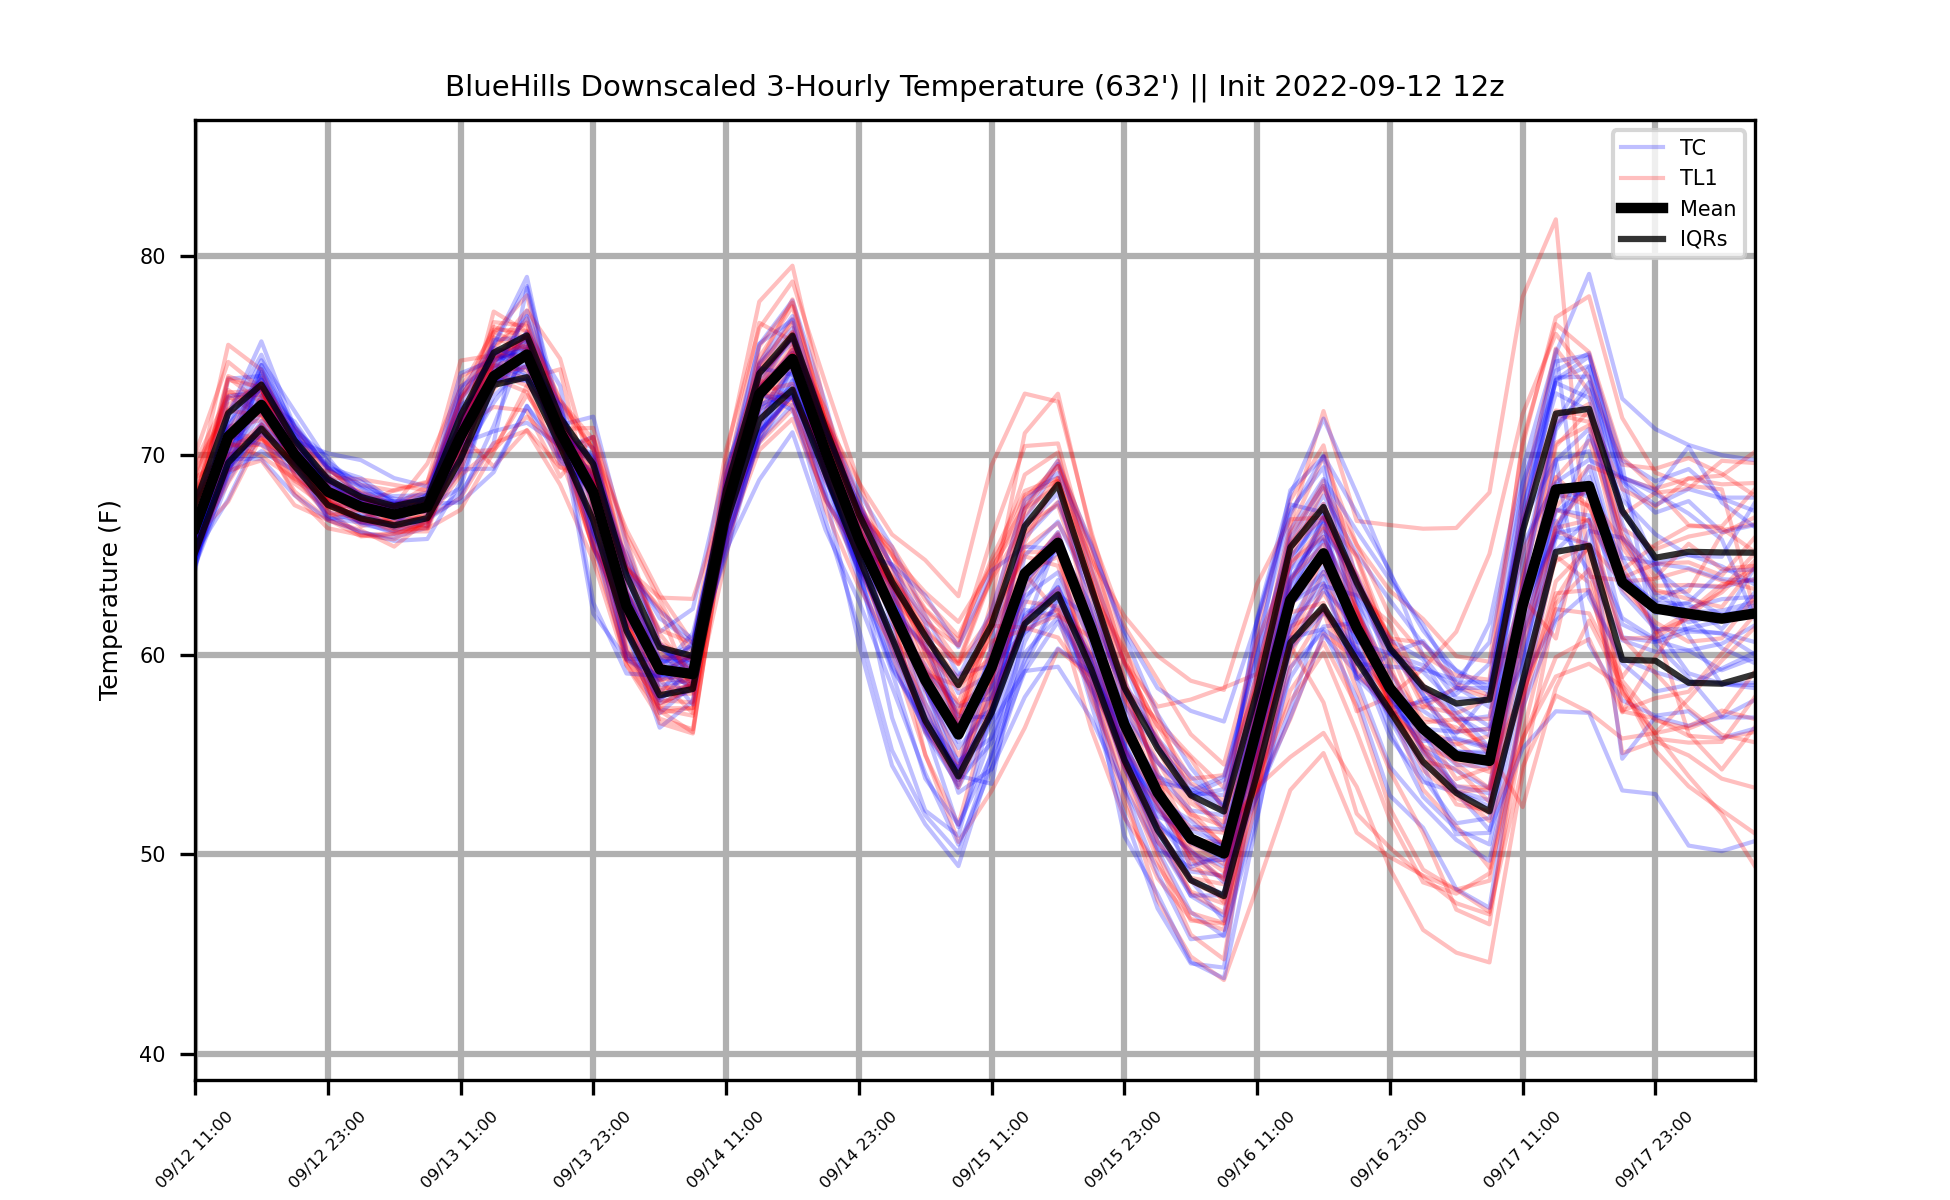 BlueHills Downscaled 3-Hourly Temperature (632') || Init 2022-09-12 12z
TC
TL1
Mean
IQRs
Temperature (F)
80
70
60
50
40
09/12 11:00
09/12 23:00
09/13 11:00
09/13 23:00
09/14 11:00
09/14 23:00
09/15 11:00
09/15 23:00
09/16 11:00
09/16 23:00
09/17 11:00
09/17 23:00